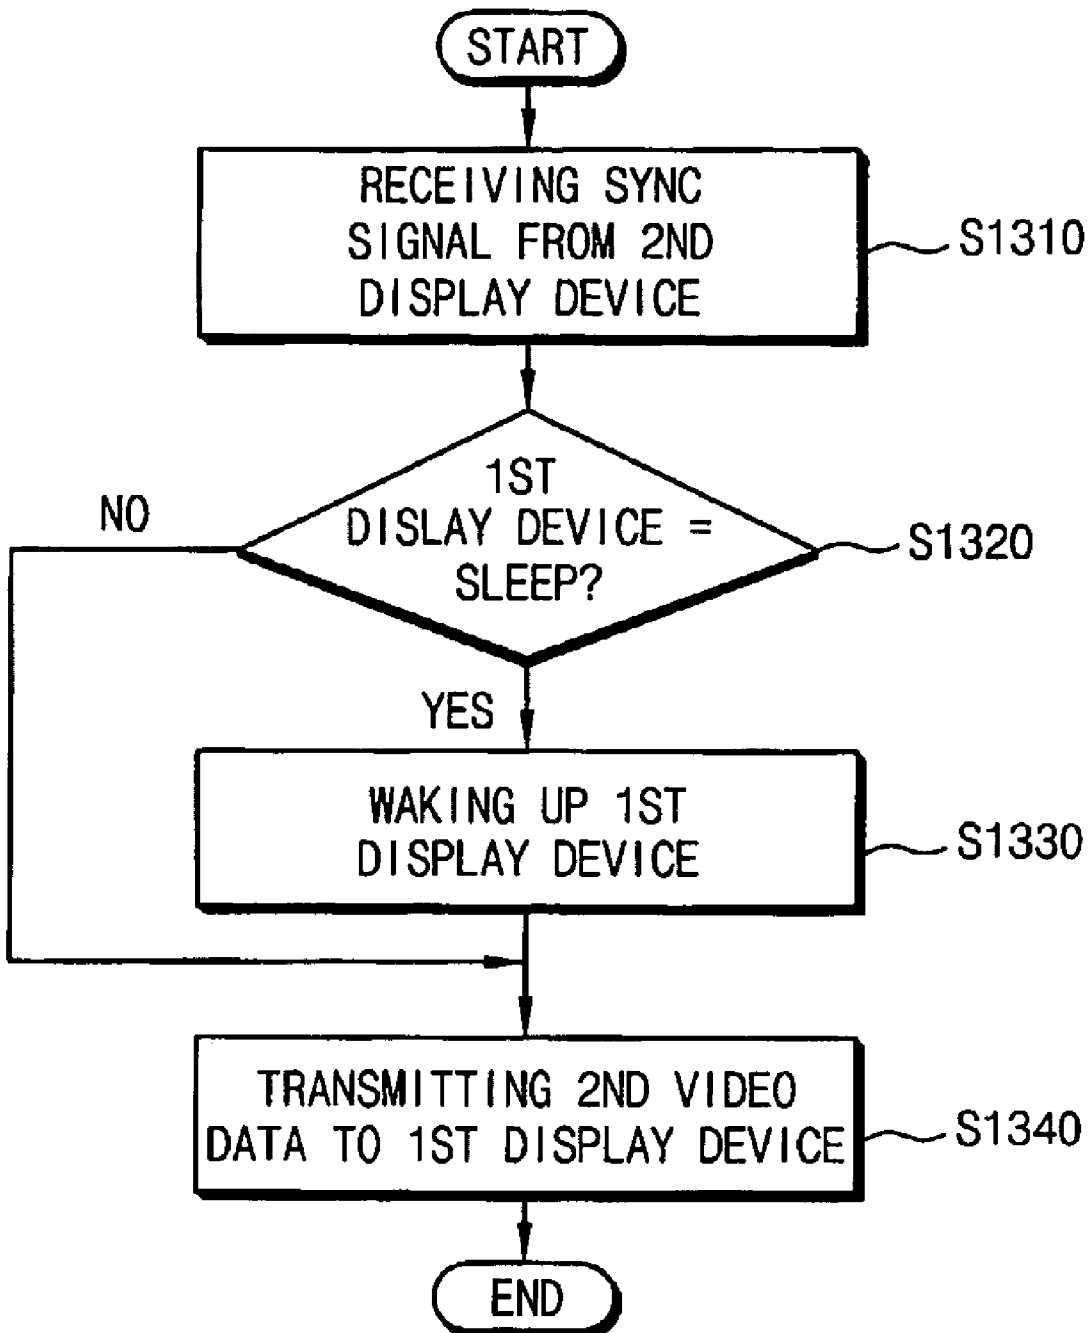 START
RECEIVING SYNC
SIGNAL FROM 2ND
DISPLAY DEVICE
S1310
1ST
DISLAY DEVICE =
SLEEP?
S1320
NO
YES
WAKING UP 1ST
DISPLAY DEVICE
S1330
TRANSMITTING 2ND VIDEO
DATA TO 1ST DISPLAY DEVICE
S1340
END